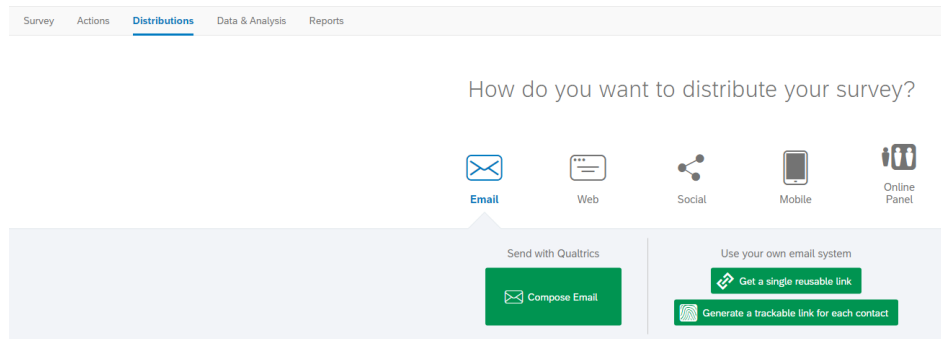 Survey Actions Distributions Data & Analysis Reports
How do you want to distribute your survey?
Email Web Social Mobile Online
Panel
Send with Qualtrics
Compose Email
Use your own email system
Get a single reusable link
Generate a trackable link for each contact